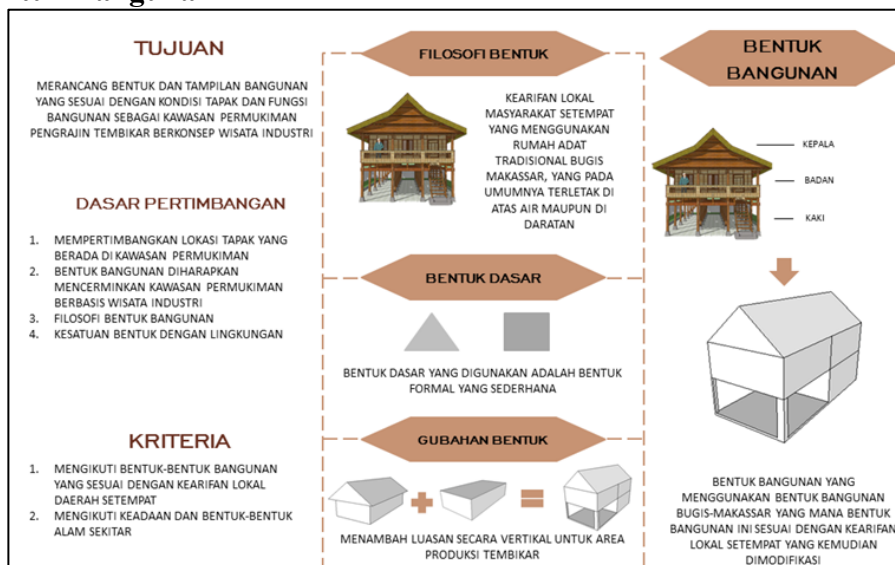 TUJUAN
MERANCANG BENTUK DAN TAMPILAN BANGUNAN
YANG SESUAI DENGAN KONDISI TAPAK DAN FUNGSI
BANGUNAN SEBAGAI KAWASAN PERMUKIMAN
PENGRAJIN TEMBIKAR BERKONSEP WISATA INDUSTRI
DASAR PERTIMBANGAN
1. MEMPERTIMBANGKAN LOKASI TAPAK YANG
BERADA DI KAWASAN PERMUKIMAN
2. BENTUK BANGUNAN DIHARAPKAN
MENCERMINKAN KAWASAN PERMUKIMAN
BERBASIS WISATA INDUSTRI
3. FILOSOFI BENTUK BANGUNAN
4. KESATUAN BENTUK DENGAN LINGKUNGAN
KRITERIA
1. MENGIKUTI BENTUK-BENTUK BANGUNAN
YANG SESUAI DENGAN KEARIFAN LOKAL
DAERAH SETEMPAT
2. MENGIKUTI KEADAAN DAN BENTUK-BENTUK
ALAM SEKITAR
FILOSOFI BENTUK
KEARIFAN LOKAL
MASYARAKAT SETEMPAT
YANG MENGGUNAKAN
RUMAH ADAT
TRADISIONAL BUGIS
MAKASSAR, YANG PADA
UMUMNYA TERLETAK DI
ATAS AIR MAUPUN DI
DARATAN
BENTUK DASAR
BENTUK DASAR YANG DIGUNAKAN ADALAH BENTUK
FORMAL YANG SEDERHANA
GUBAHAN BENTUK
MENAMBAH LUASAN SECARA VERTIKAL UNTUK AREA
PRODUKSI TEMBIKAR
BENTUK
BANGUNAN
KEPALA
BADAN
KAKI
BENTUK BANGUNAN YANG
MENGGUNAKAN BENTUK BANGUNAN
BUGIS-MAKASSAR YANG MANA BENTUK
BANGUNAN INI SESUAI DENGAN KEARIFAN
LOKAL SETEMPAT YANG KEMUDIAN
DIMODIFIKASI